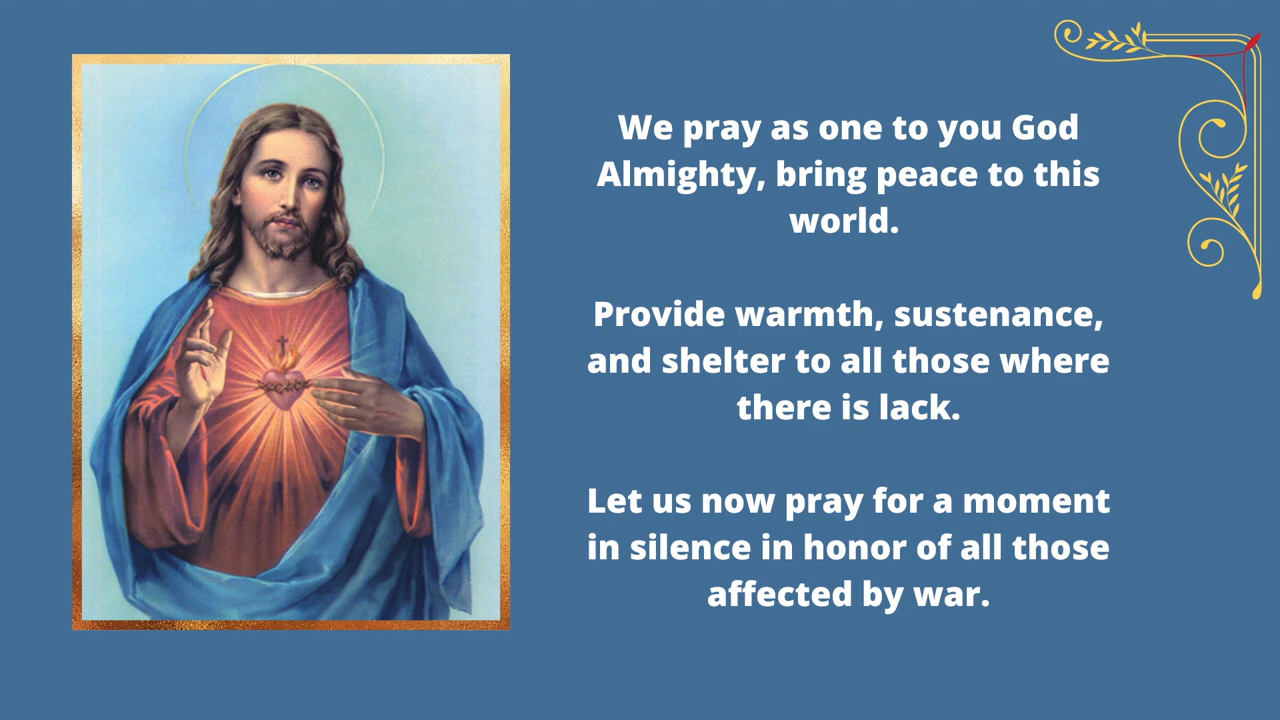 We pray as one to you God
Almighty, bring peace to this
world.
Provide warmth, sustenance,
and shelter to all those where
there is lack.
Let us now pray for a moment
in silence in honor of all those
affected by war.